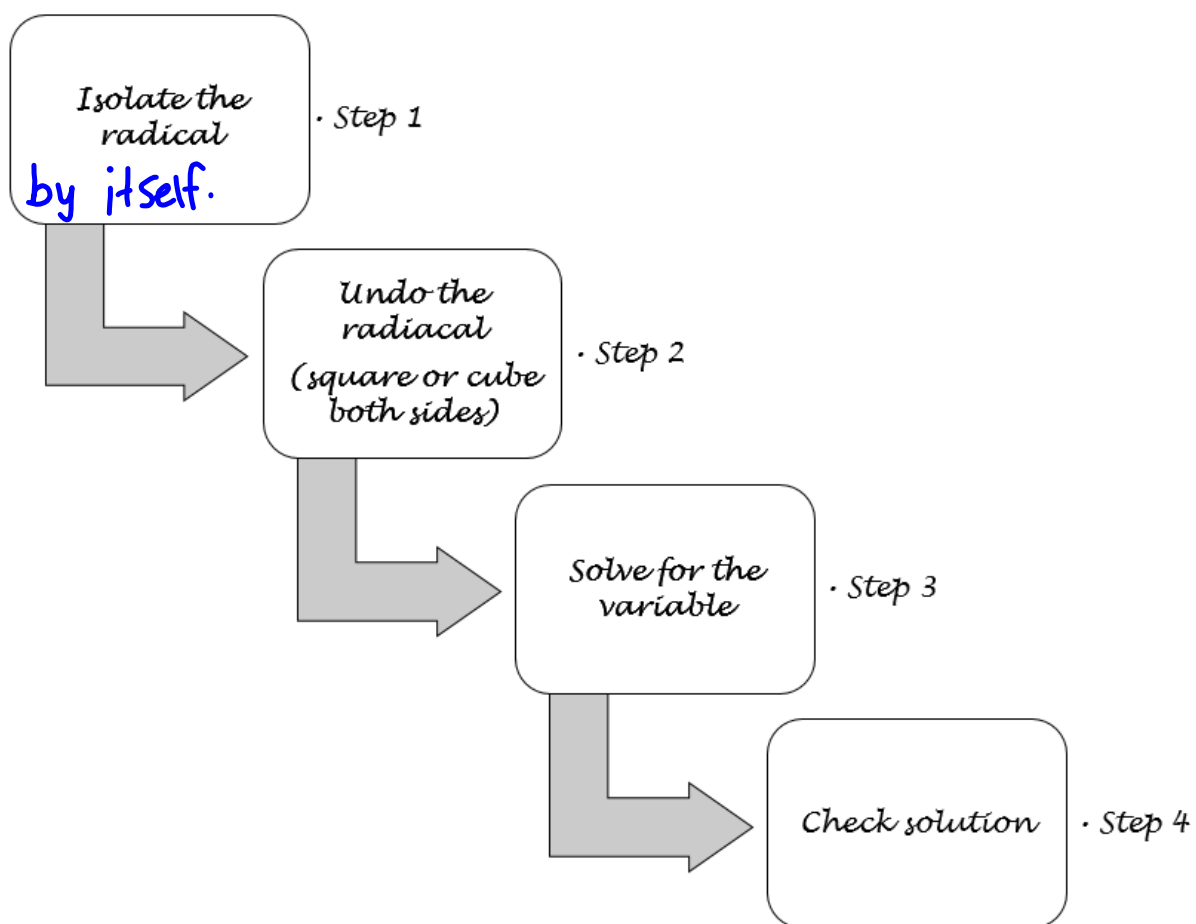 Isolate the
radical
by itself.
· Step 1
Undo the
radiacal
(square or cube
both sides)
· Step 2
Solve for the
variable
· Step 3
Check solution
· Step 4